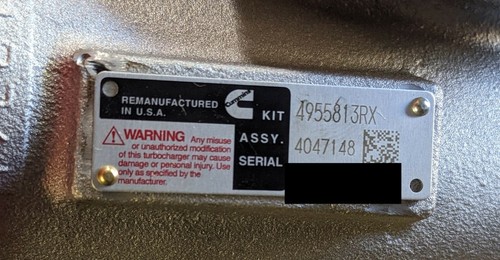 REMANUFACTURED
IN U.S.A.
Cummins
KIT 4955813RX
WARNING Any misuse
or unauthorized modification
of this turbocharger may cause
damage or personal injury. Use
only as specified by the
manufacturer.
ASSY. 4047148
SERIAL